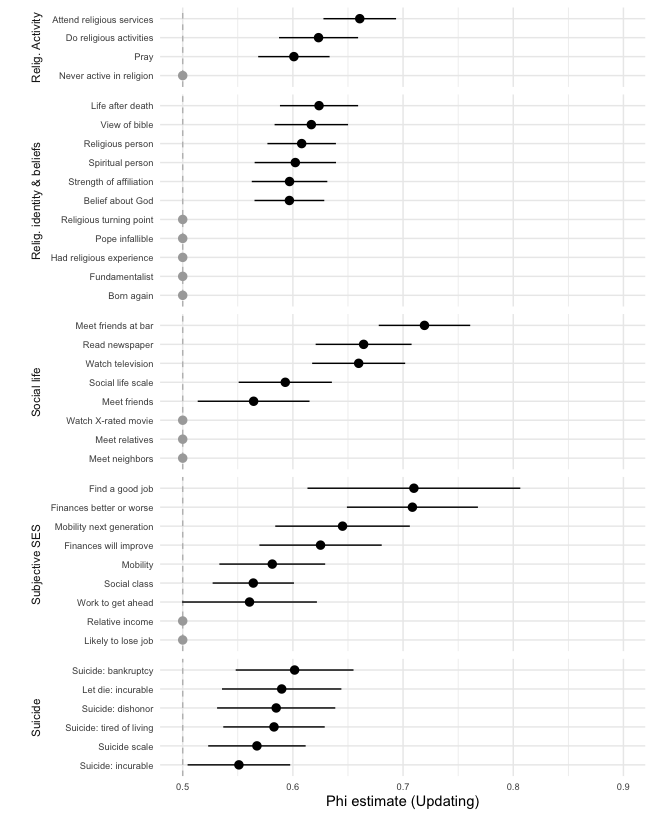 Relig. Activity
Attend religious services
Do religious activities
Pray
Never active in religion
Relig. identity & beliefs
Life after death
View of bible
Religious person
Spiritual person
Strength of affiliation
Belief about God
Religious turning point
Pope infallible
Had religious experience
Fundamentalist
Born again
Social life
Meet friends at bar
Read newspaper
Watch television
Social life scale
Meet friends
Watch X-rated movie
Meet relatives
Meet neighbors
Subjective SES
Find a good job
Finances better or worse
Mobility next generation
Finances will improve
Mobility
Social class
Work to get ahead
Relative income
Likely to lose job
Suicide
Suicide: bankruptcy
Let die: incurable
Suicide: dishonor
Suicide: tired of living
Suicide scale
Suicide: incurable
0.5 0.6 0.7 0.8 0.9
Phi estimate (Updating)